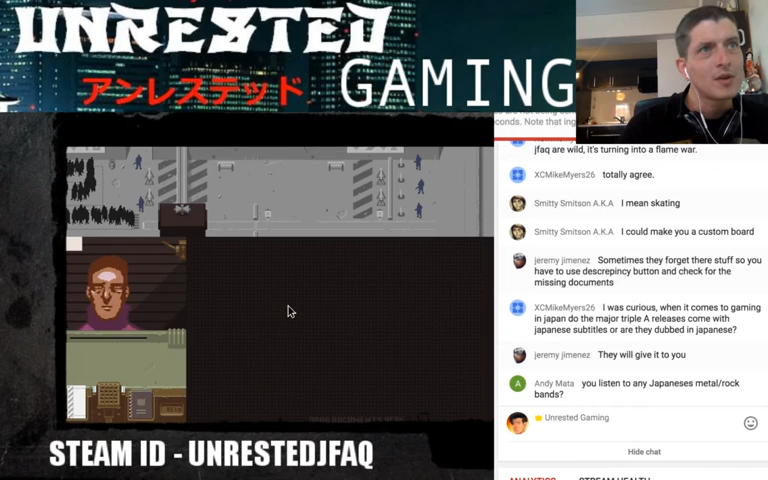 UNRESTED
アンレステッド
GAMING
conds. Note that ing
jfaq are wild, it's turning into a flame war.
XCMikeMyers26 totally agree.
Smitty Smitson A.K.A I mean skating
Smitty Smitson A.K.A I could make you a custom board
jeremy jimenez Sometimes they forget there stuff so you
have to use descrepincy button and check for the
missing documents
XCMikeMyers26 I was curious, when it comes to gaming
in japan do the major triple A releases come with
japanese subtitles or are they dubbed in japanese?
jeremy jimenez They will give it to you
A Andy Mata you listen to any Japaneses metal/rock
bands?
Unrested Gaming
Hide chat
ANALYTICS STREAM HEALTH
STEAM ID - UNRESTEDJFAQ